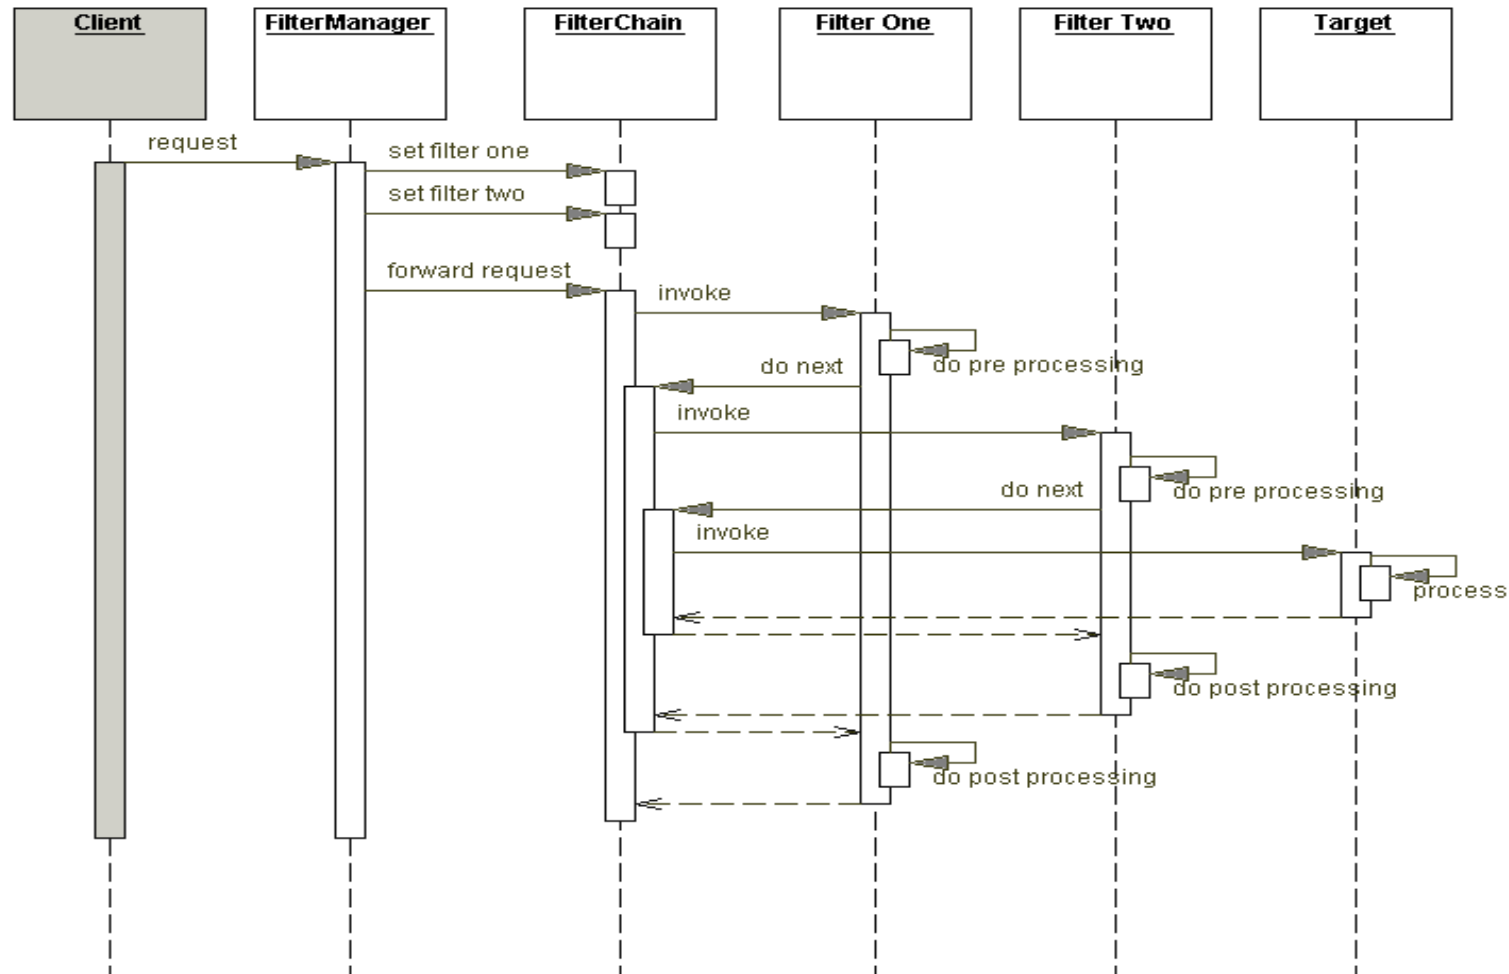 Client
FilterManager
FilterChain
Filter One
Filter Two
Target
request
set filter one
set filter two
forward request
invoke
do pre processing
do next
invoke
do pre processing
do next
invoke
process
do post processing
do post processing